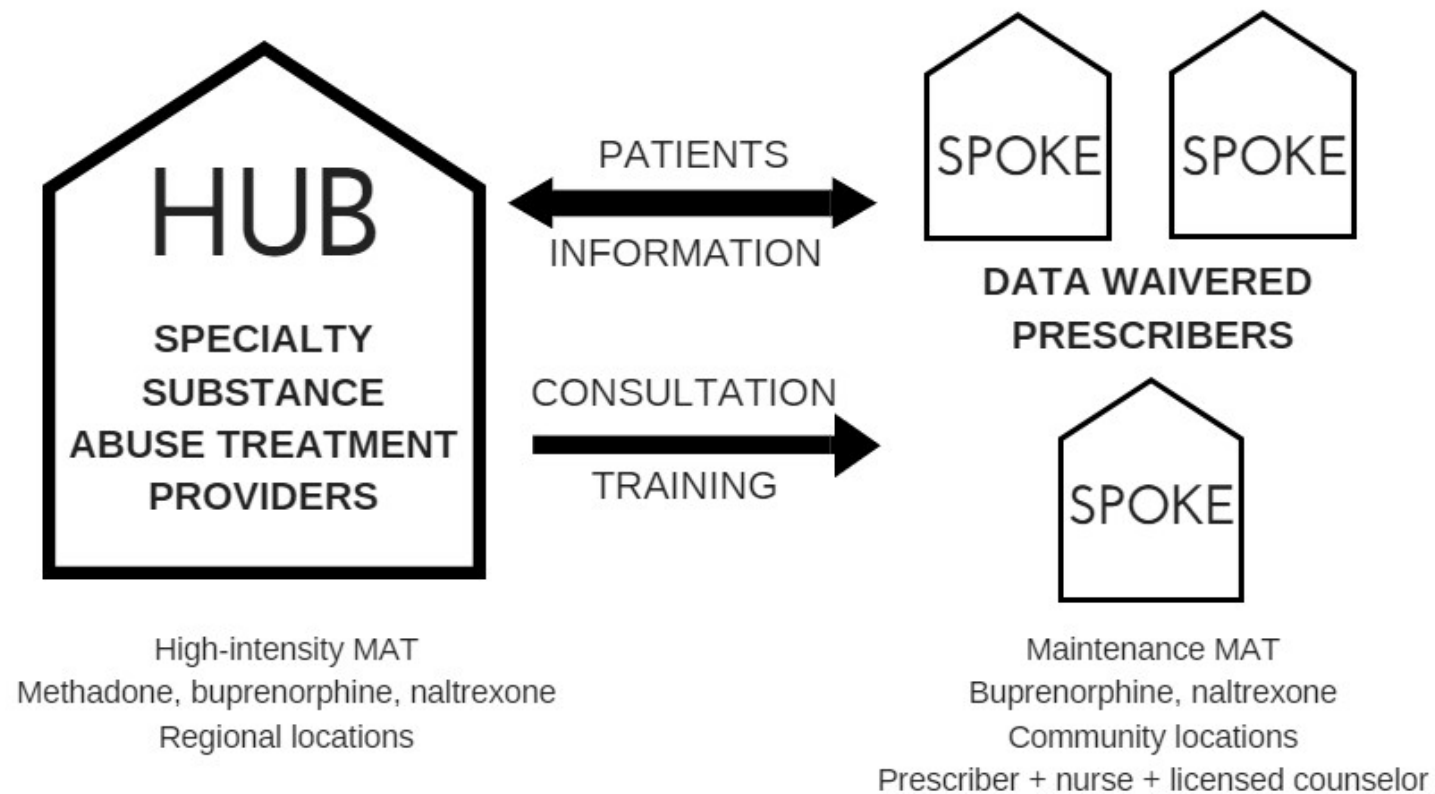 HUB
SPECIALTY
SUBSTANCE
ABUSE TREATMENT
PROVIDERS
High-intensity MAT
Methadone, buprenorphine, naltrexone
Regional locations
PATIENTS
INFORMATION
CONSULTATION
TRAINING
SPOKE
SPOKE
DATA WAIVERED
PRESCRIBERS
SPOKE
Maintenance MAT
Buprenorphine, naltrexone
Community locations
Prescriber + nurse + licensed counselor